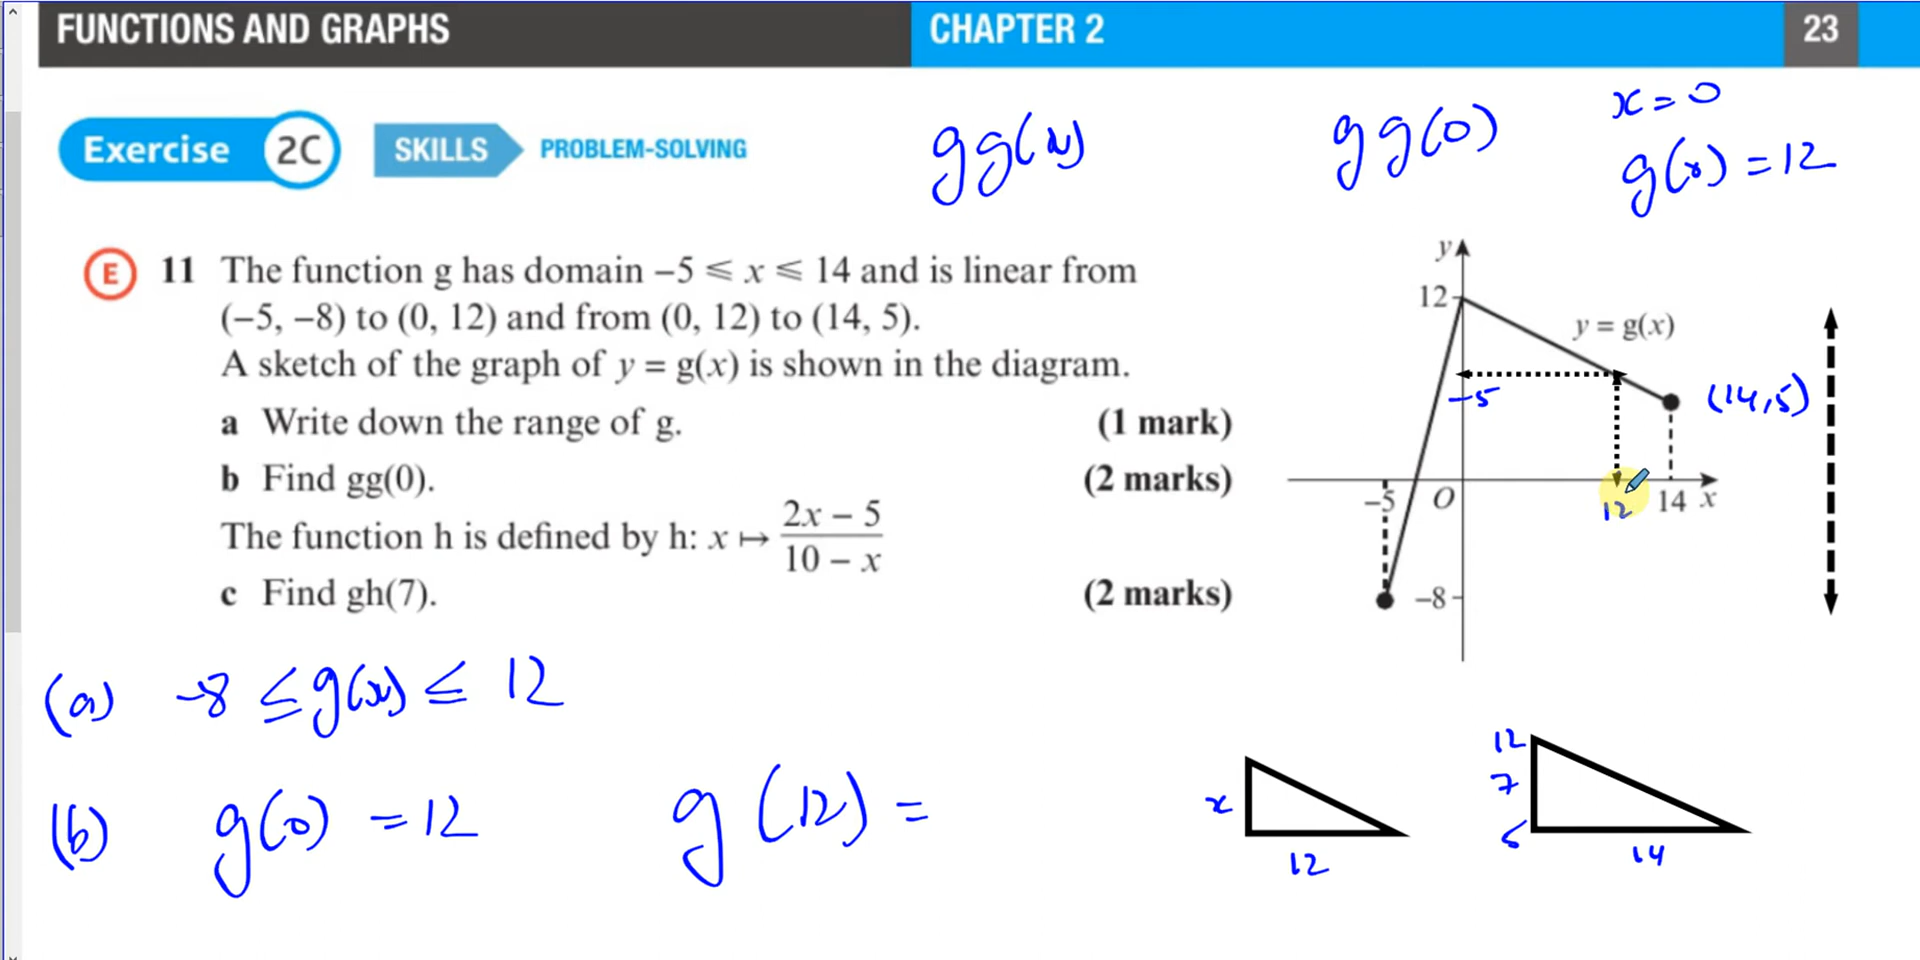 FUNCTIONS AND GRAPHS CHAPTER 2 23
Exercise 2C SKILLS PROBLEM-SOLVING
gg(x) gg(0) x = 0
g(x) = 12
E 11 The function g has domain −5 ⩽ x ⩽ 14 and is linear from
(−5, −8) to (0, 12) and from (0, 12) to (14, 5).
A sketch of the graph of y = g(x) is shown in the diagram.
a Write down the range of g. (1 mark)
b Find gg(0). (2 marks)
The function h is defined by h: x ↦ (2x − 5)/(10 − x)
c Find gh(7). (2 marks)
y
12
y = g(x)
−5
(14,5)
−5 O 12 14 x
−8
(a) −8 ≤ g(x) ≤ 12
(b) g(0) = 12 g(12) =
x
12
12
7
5
14